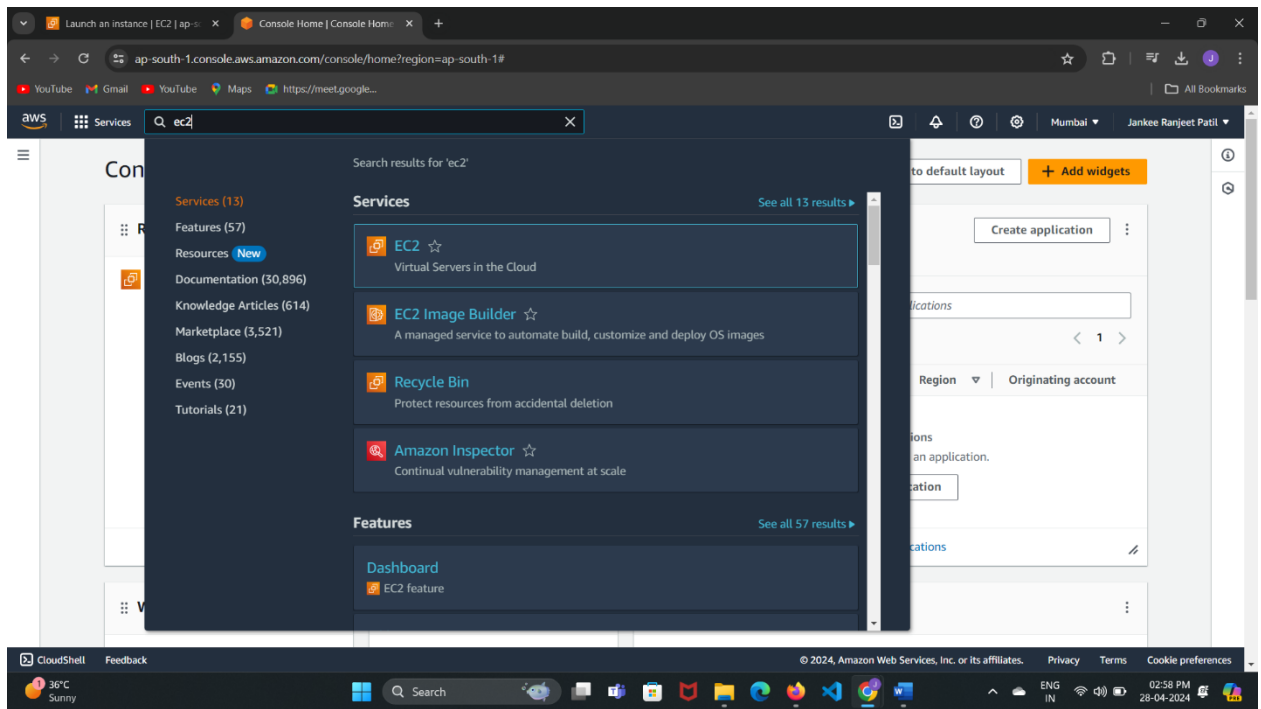 Launch an instance | EC2 | ap-s
Console Home | Console Home
ap-south-1.console.aws.amazon.com/console/home?region=ap-south-1#
J
YouTube Gmail YouTube Maps https://meet.google... All Bookmarks
aws Services ec2 Mumbai Jankee Ranjeet Patil
Con
to default layout
+ Add widgets
Search results for 'ec2'
Services (13)
Features (57)
Resources New
Documentation (30,896)
Knowledge Articles (614)
Marketplace (3,521)
Blogs (2,155)
Events (30)
Tutorials (21)
Services
See all 13 results
EC2
Virtual Servers in the Cloud
EC2 Image Builder
A managed service to automate build, customize and deploy OS images
Recycle Bin
Protect resources from accidental deletion
Amazon Inspector
Continual vulnerability management at scale
Features
See all 57 results
Dashboard
EC2 feature
R
Create application
lications
1
Region
Originating account
ions
an application.
ation
cations
W
CloudShell Feedback © 2024, Amazon Web Services, Inc. or its affiliates. Privacy Terms Cookie preferences
1
36°C
Sunny
Search
ENG
IN
02:58 PM
28-04-2024